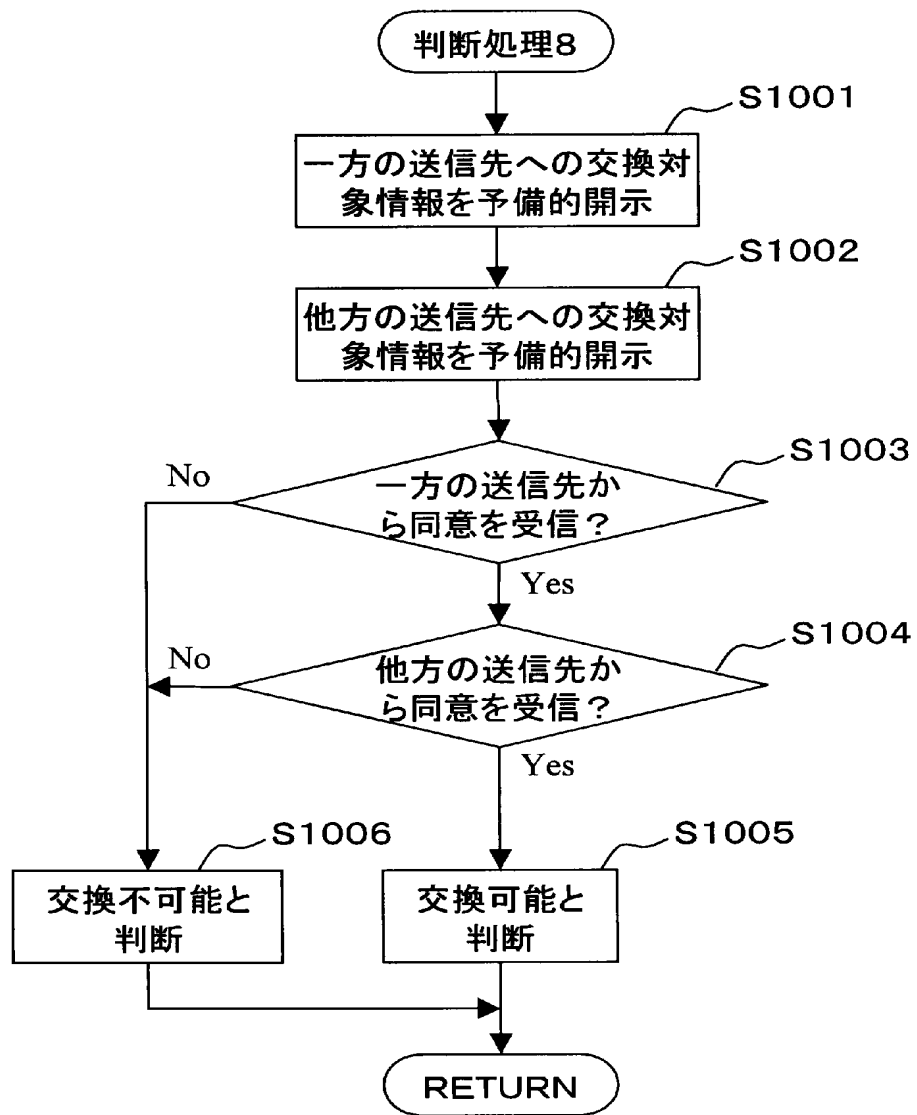 判断処理8
S1001
一方の送信先への交換対
象情報を予備的開示
S1002
他方の送信先への交換対
象情報を予備的開示
S1003
No
一方の送信先か
ら同意を受信？
Yes
S1004
No
他方の送信先か
ら同意を受信？
Yes
S1006
S1005
交換不可能と
判断
交換可能と
判断
RETURN